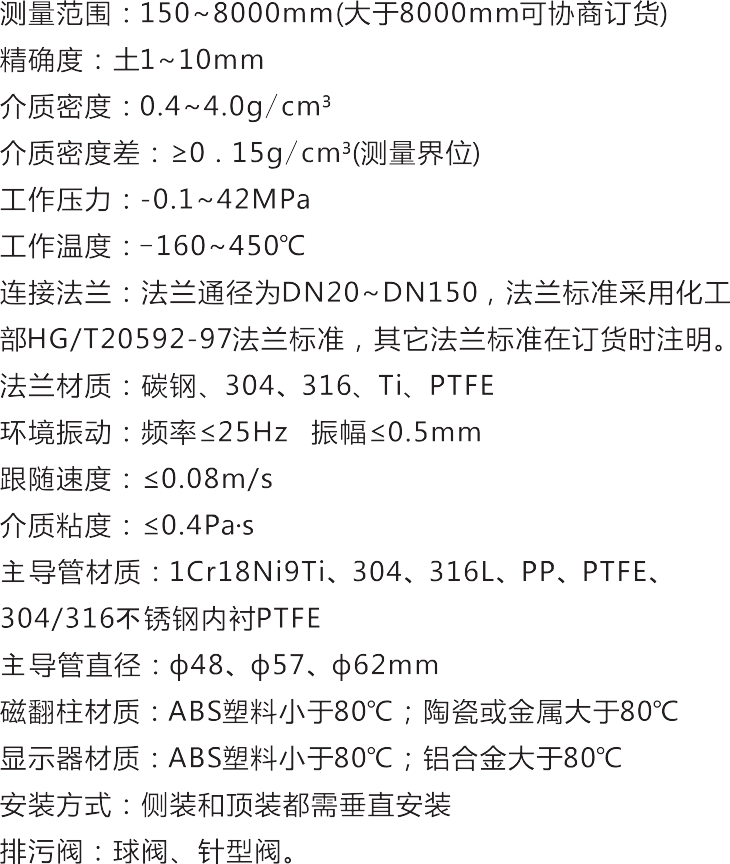 测量范围：150~8000mm(大于8000mm可协商订货)
精确度：土1~10mm
介质密度：0.4~4.0g/cm³
介质密度差：≥0．15g/cm³(测量界位)
工作压力：-0.1~42MPa
工作温度：-160~450℃
连接法兰：法兰通径为DN20~DN150，法兰标准采用化工
部HG/T20592-97法兰标准，其它法兰标准在订货时注明。
法兰材质：碳钢、304、316、Ti、PTFE
环境振动：频率≤25Hz  振幅≤0.5mm
跟随速度：≤0.08m/s
介质粘度：≤0.4Pa·s
主导管材质：1Cr18Ni9Ti、304、316L、PP、PTFE、
304/316不锈钢内衬PTFE
主导管直径：φ48、φ57、φ62mm
磁翻柱材质：ABS塑料小于80℃；陶瓷或金属大于80℃
显示器材质：ABS塑料小于80℃；铝合金大于80℃
安装方式：侧装和顶装都需垂直安装
排污阀：球阀、针型阀。